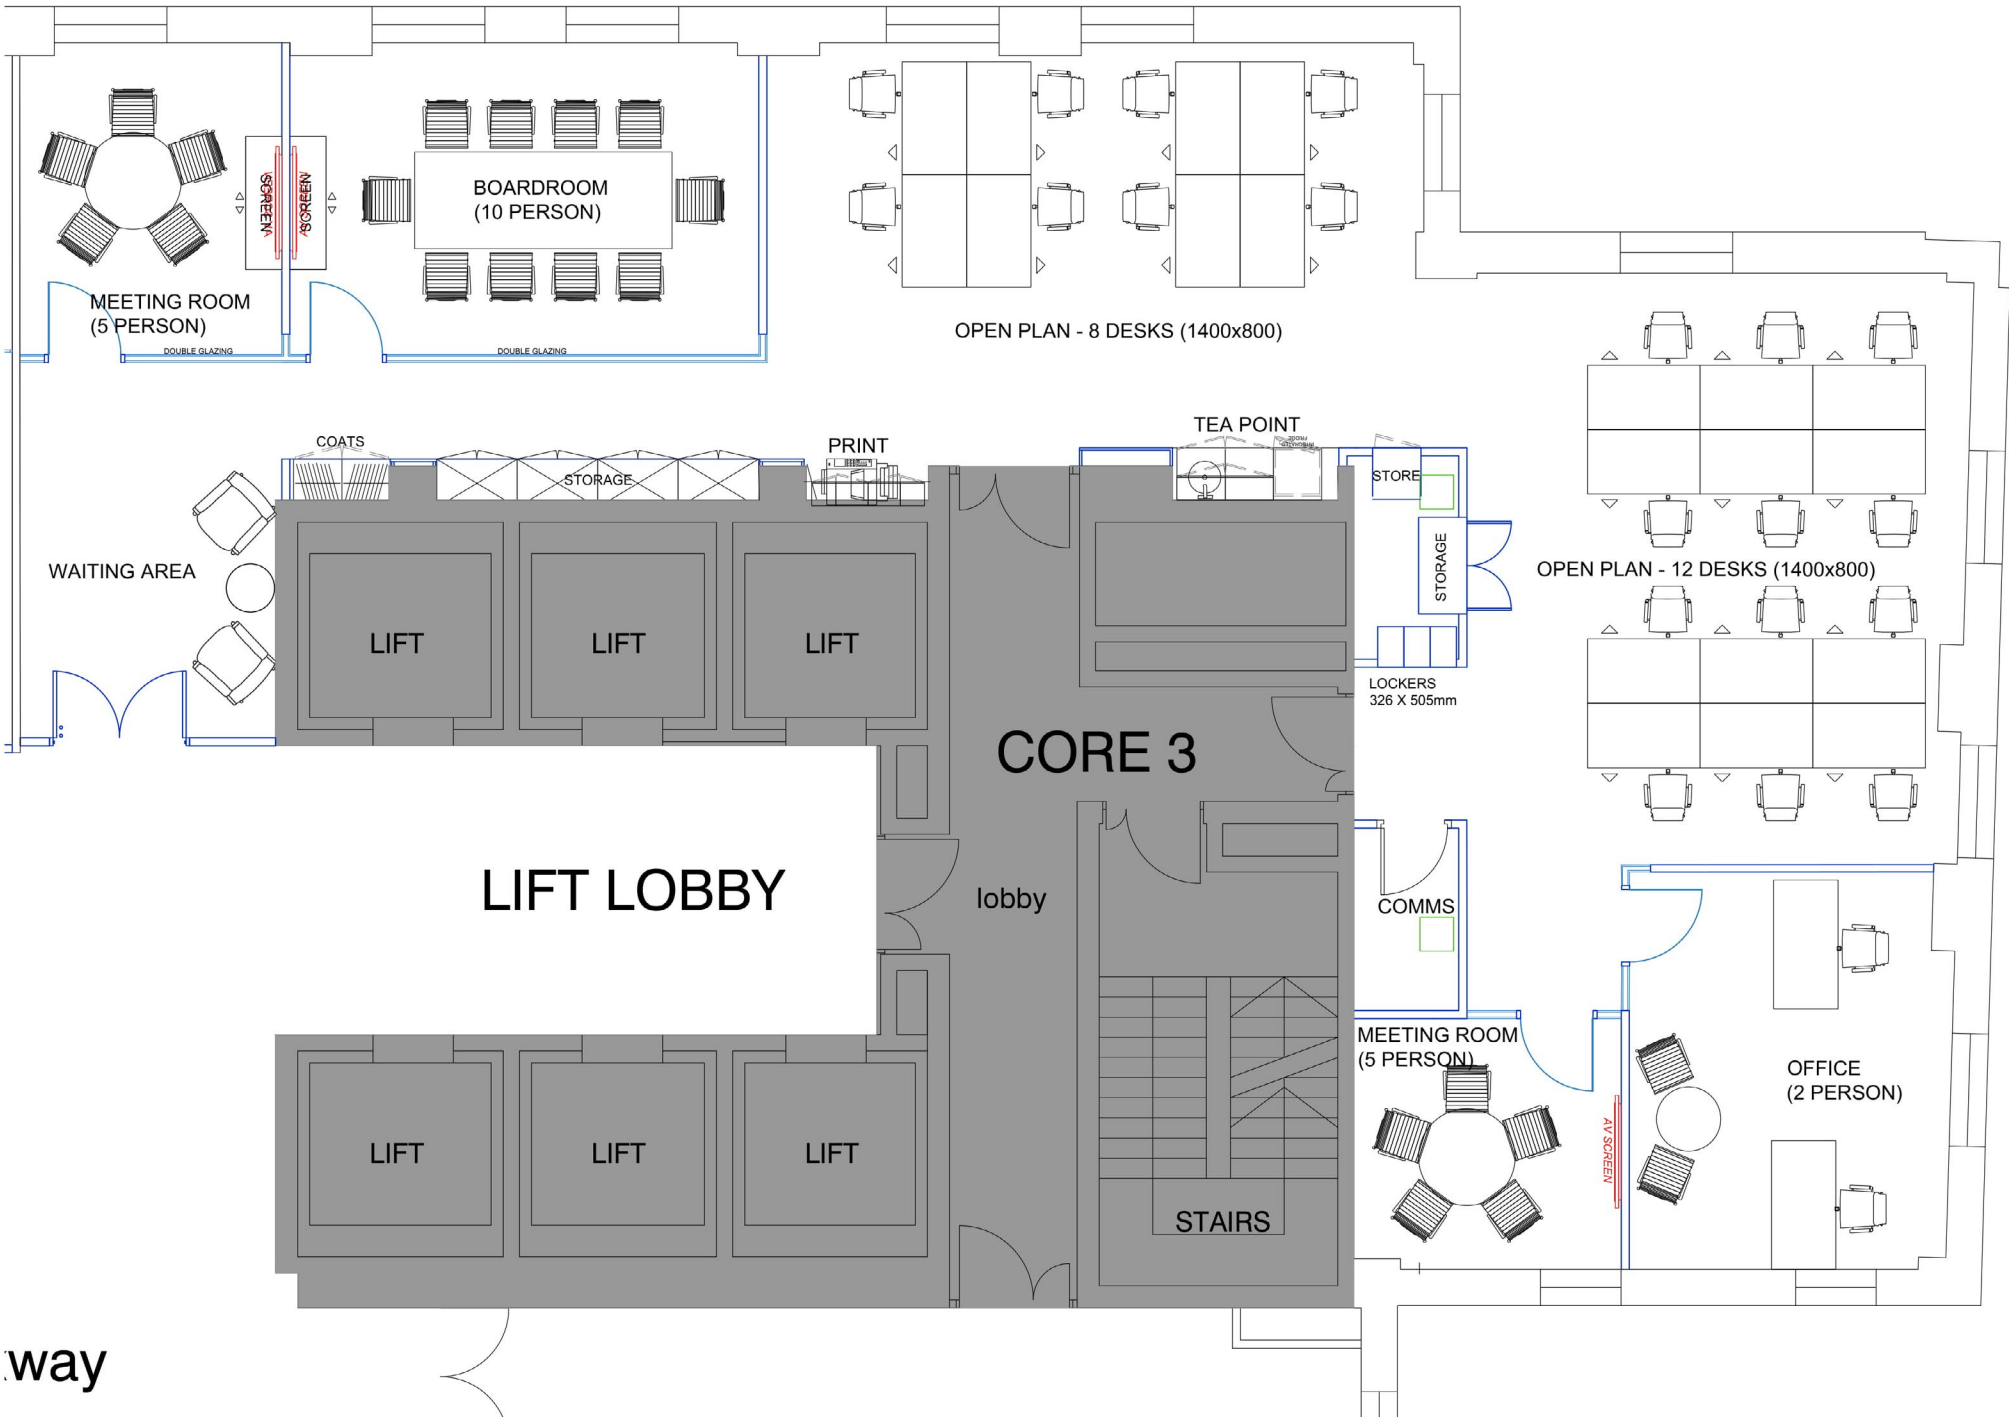 SCREEN
SCREEN
BOARDROOM
(10 PERSON)
MEETING ROOM
(5 PERSON)
DOUBLE GLAZING
DOUBLE GLAZING
OPEN PLAN - 8 DESKS (1400x800)
COATS
STORAGE
PRINT
TEA POINT
INTEGRATED
FRIDGE
STORE
STORAGE
WAITING AREA
OPEN PLAN - 12 DESKS (1400x800)
LIFT
LIFT
LIFT
LOCKERS
326 X 505mm
CORE 3
LIFT LOBBY
lobby
COMMS
MEETING ROOM
(5 PERSON)
OFFICE
(2 PERSON)
AV SCREEN
LIFT
LIFT
LIFT
STAIRS
way